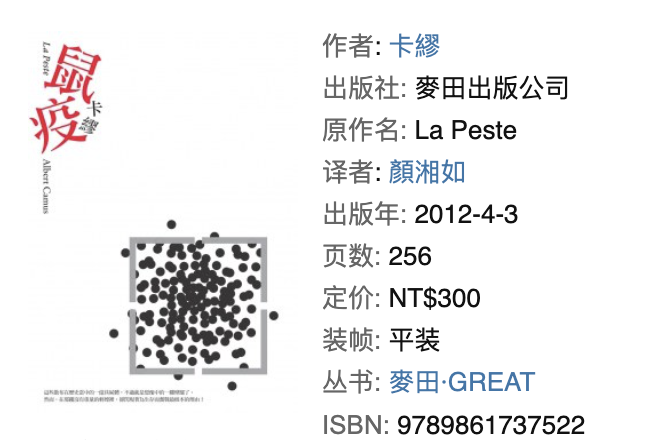 鼠疫
La Peste
卡繆
Albert Camus
作者: 卡繆
出版社: 麥田出版公司
原作名: La Peste
译者: 顏湘如
出版年: 2012-4-3
页数: 256
定价: NT$300
装帧: 平装
丛书: 麥田·GREAT
ISBN: 9789861737522